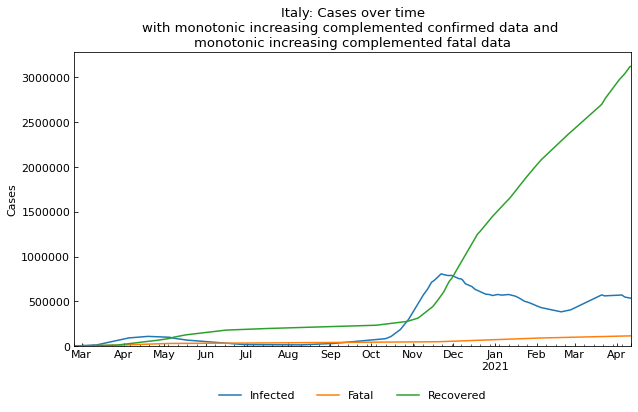 Italy: Cases over time
with monotonic increasing complemented confirmed data and
monotonic increasing complemented fatal data
Cases
3000000
2500000
2000000
1500000
1000000
500000
0
Mar Apr May Jun Jul Aug Sep Oct Nov Dec Jan Feb Mar Apr
2021
Infected Fatal Recovered